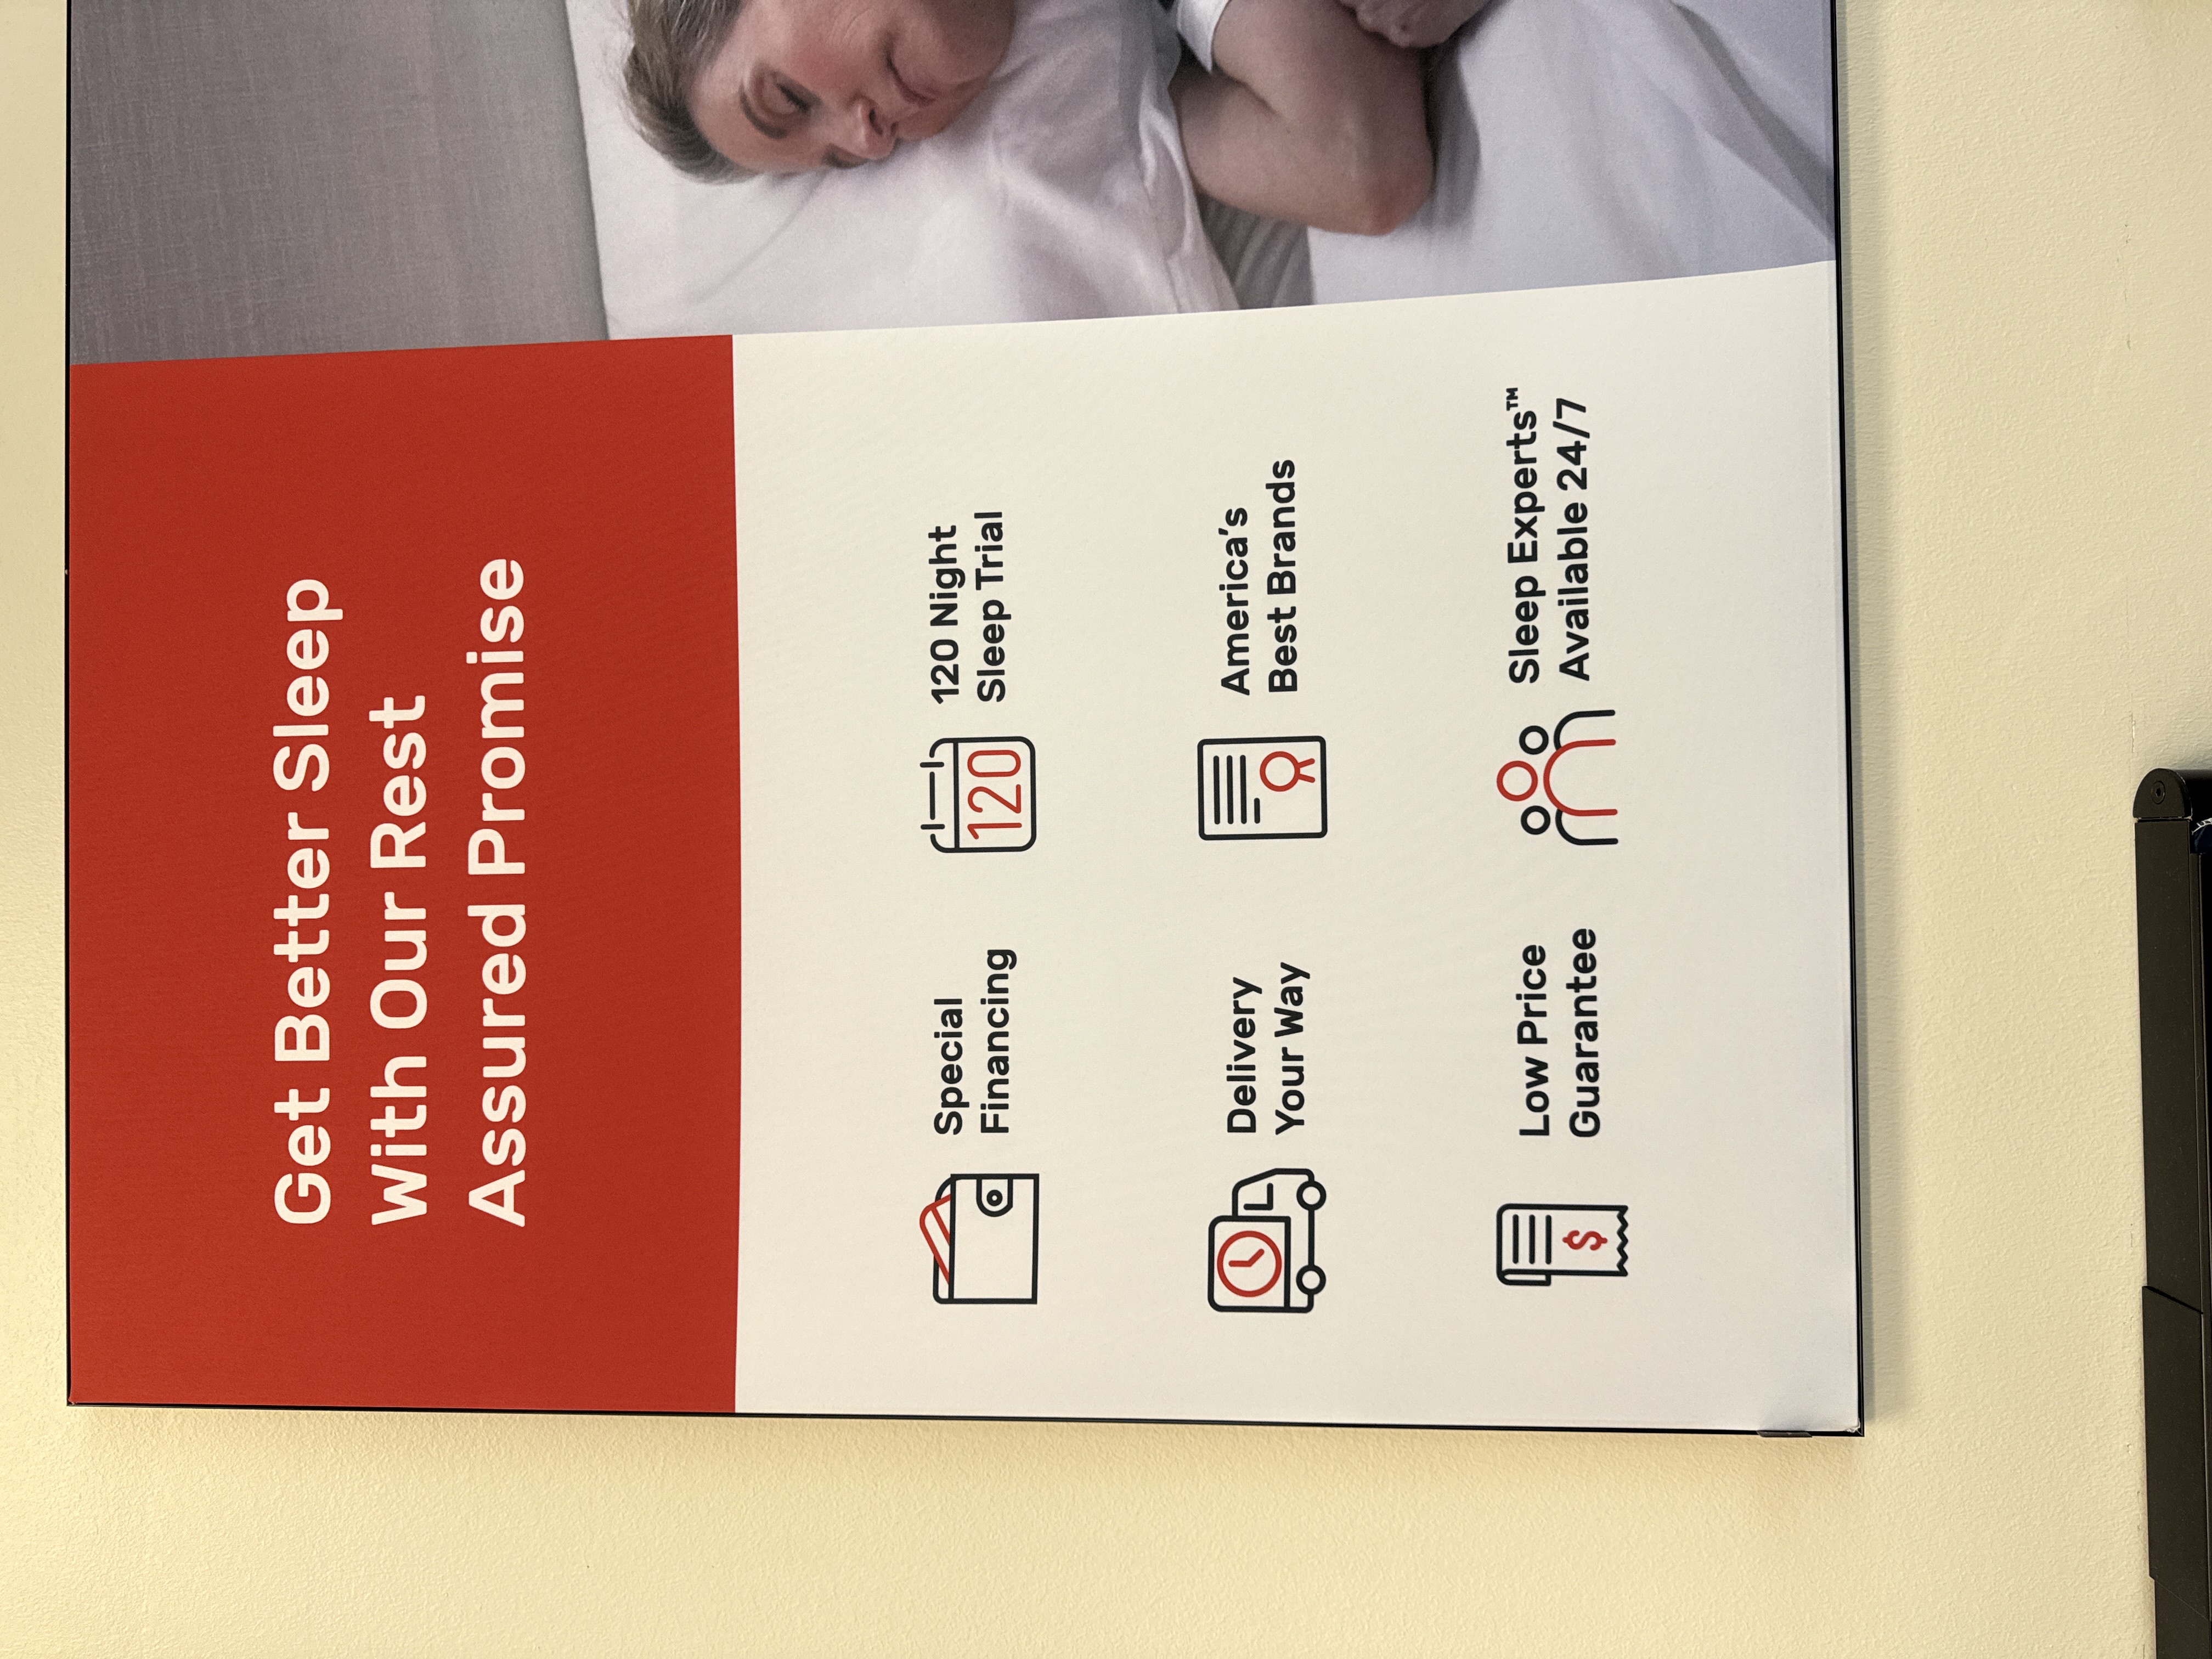 Get Better Sleep
With Our Rest
Assured Promise
Special
Financing
120
120 Night
Sleep Trial
Delivery
Your Way
America's
Best Brands
$
Low Price
Guarantee
Sleep Experts™
Available 24/7